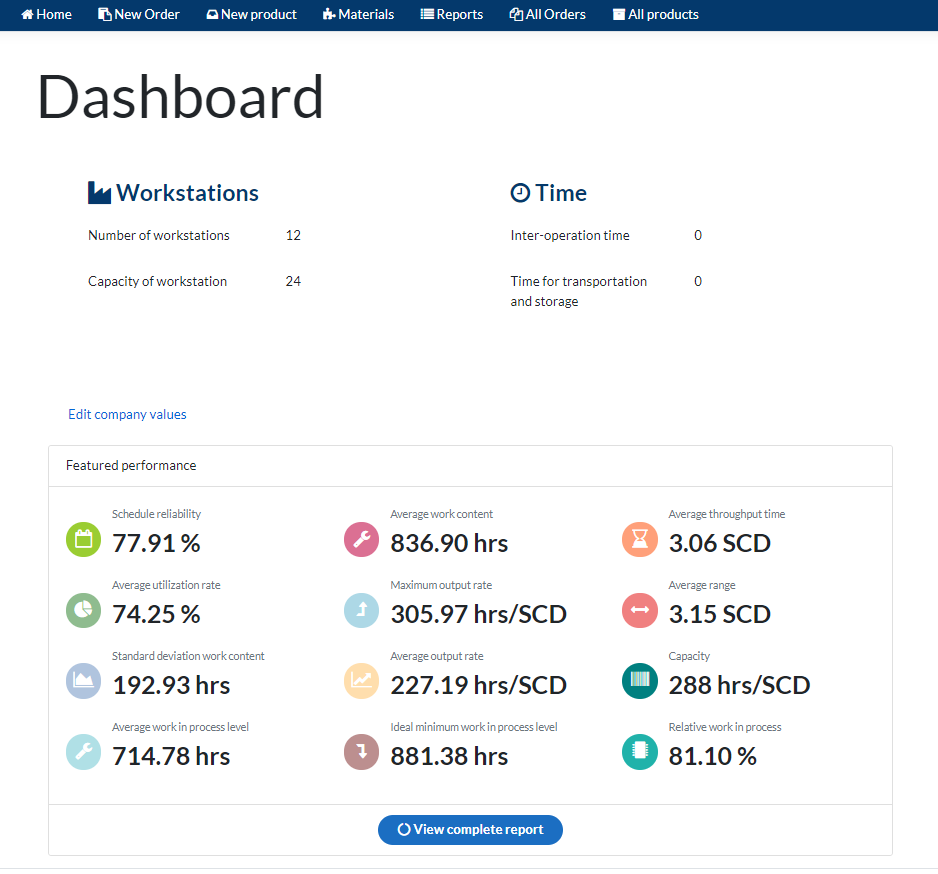 Home New Order New product Materials Reports All Orders All products
Dashboard
Workstations
Number of workstations 12
Capacity of workstation 24
Time
Inter-operation time 0
Time for transportation 0
and storage
Edit company values
Featured performance
Schedule reliability
77.91 %
Average work content
836.90 hrs
Average throughput time
3.06 SCD
Average utilization rate
74.25 %
Maximum output rate
305.97 hrs/SCD
Average range
3.15 SCD
Standard deviation work content
192.93 hrs
Average output rate
227.19 hrs/SCD
Capacity
288 hrs/SCD
Average work in process level
714.78 hrs
Ideal minimum work in process level
881.38 hrs
Relative work in process
81.10 %
View complete report